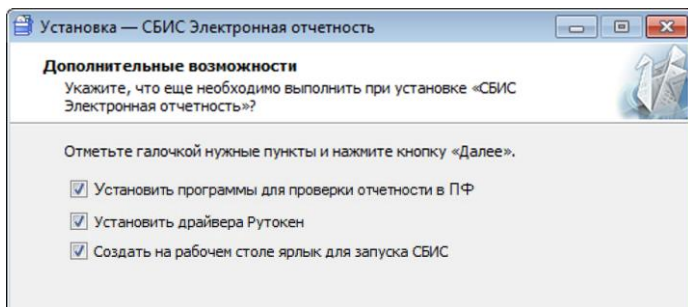 Установка — СБИС Электронная отчетность
Дополнительные возможности
Укажите, что еще необходимо выполнить при установке «СБИС
Электронная отчетность»?
Отметьте галочкой нужные пункты и нажмите кнопку «Далее».
Установить программы для проверки отчетности в ПФ
Установить драйвера Рутокен
Создать на рабочем столе ярлык для запуска СБИС